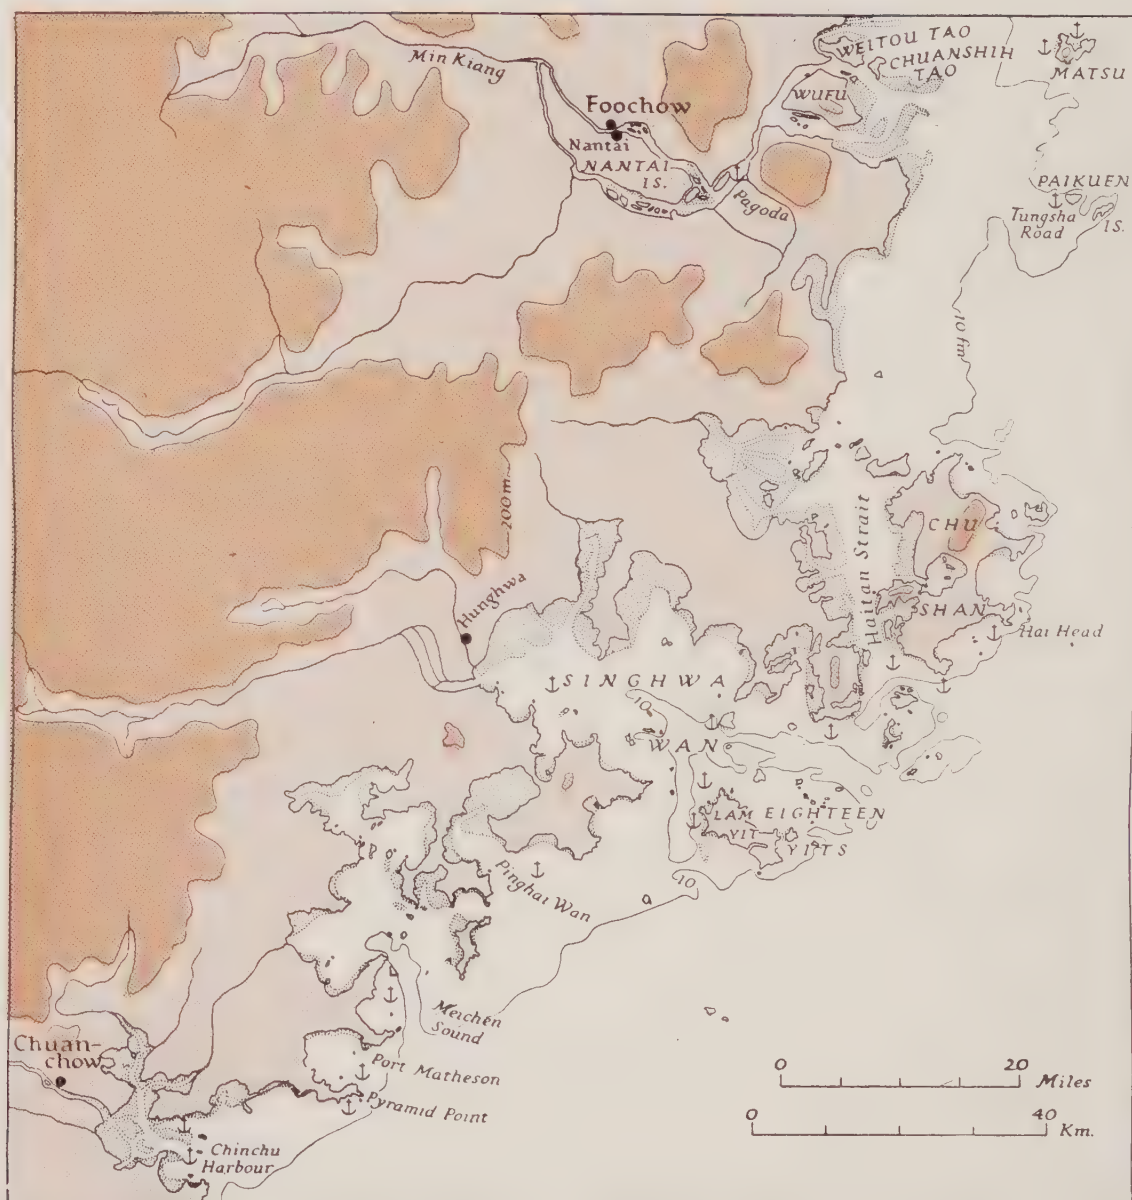 WEITOU TAO
CHUANSHIH
TAO
MATSU
Min Kiang
WUFU
Foochow
Nantai
NANTAI
IS.
Pagoda
PAIKUEN
IS.
Tungsha
Road
10 fm
200 m
CHU
SHAN
Haitan Strait
Hai Head
Hunghwa
SINGHWA
WAN
10
LAM
YIT
EIGHTEEN
YITS
10
Pinghai Wan
Meichen
Sound
Chuan-
chow
Port Matheson
Pyramid Point
Chinchu
Harbour
0 20
Miles
0 40
Km.